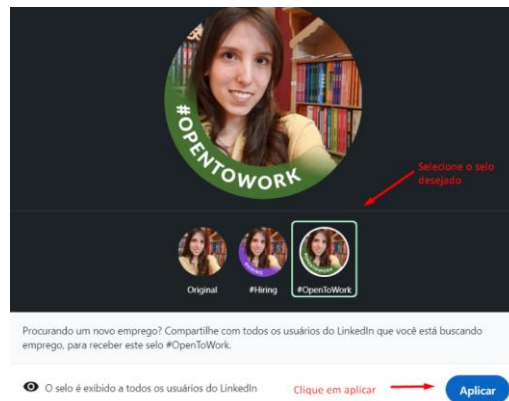 #OPENTOWORK
Selecione o selo
desejado
Original
#Hiring
#OpenToWork
Procurando um novo emprego? Compartilhe com todos os usuários do LinkedIn que você está buscando
emprego, para receber este selo #OpenToWork.
O selo é exibido a todos os usuários do LinkedIn
Clique em aplicar
Aplicar